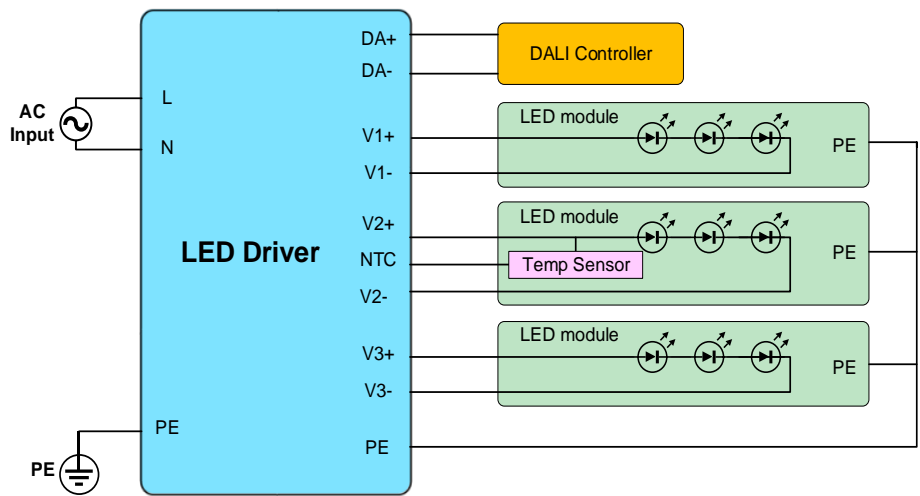 AC
Input
L
N
LED Driver
PE
PE
DA+
DA-
V1+
V1-
V2+
NTC
V2-
V3+
V3-
PE
DALI Controller
LED module
PE
LED module
Temp Sensor
PE
LED module
PE